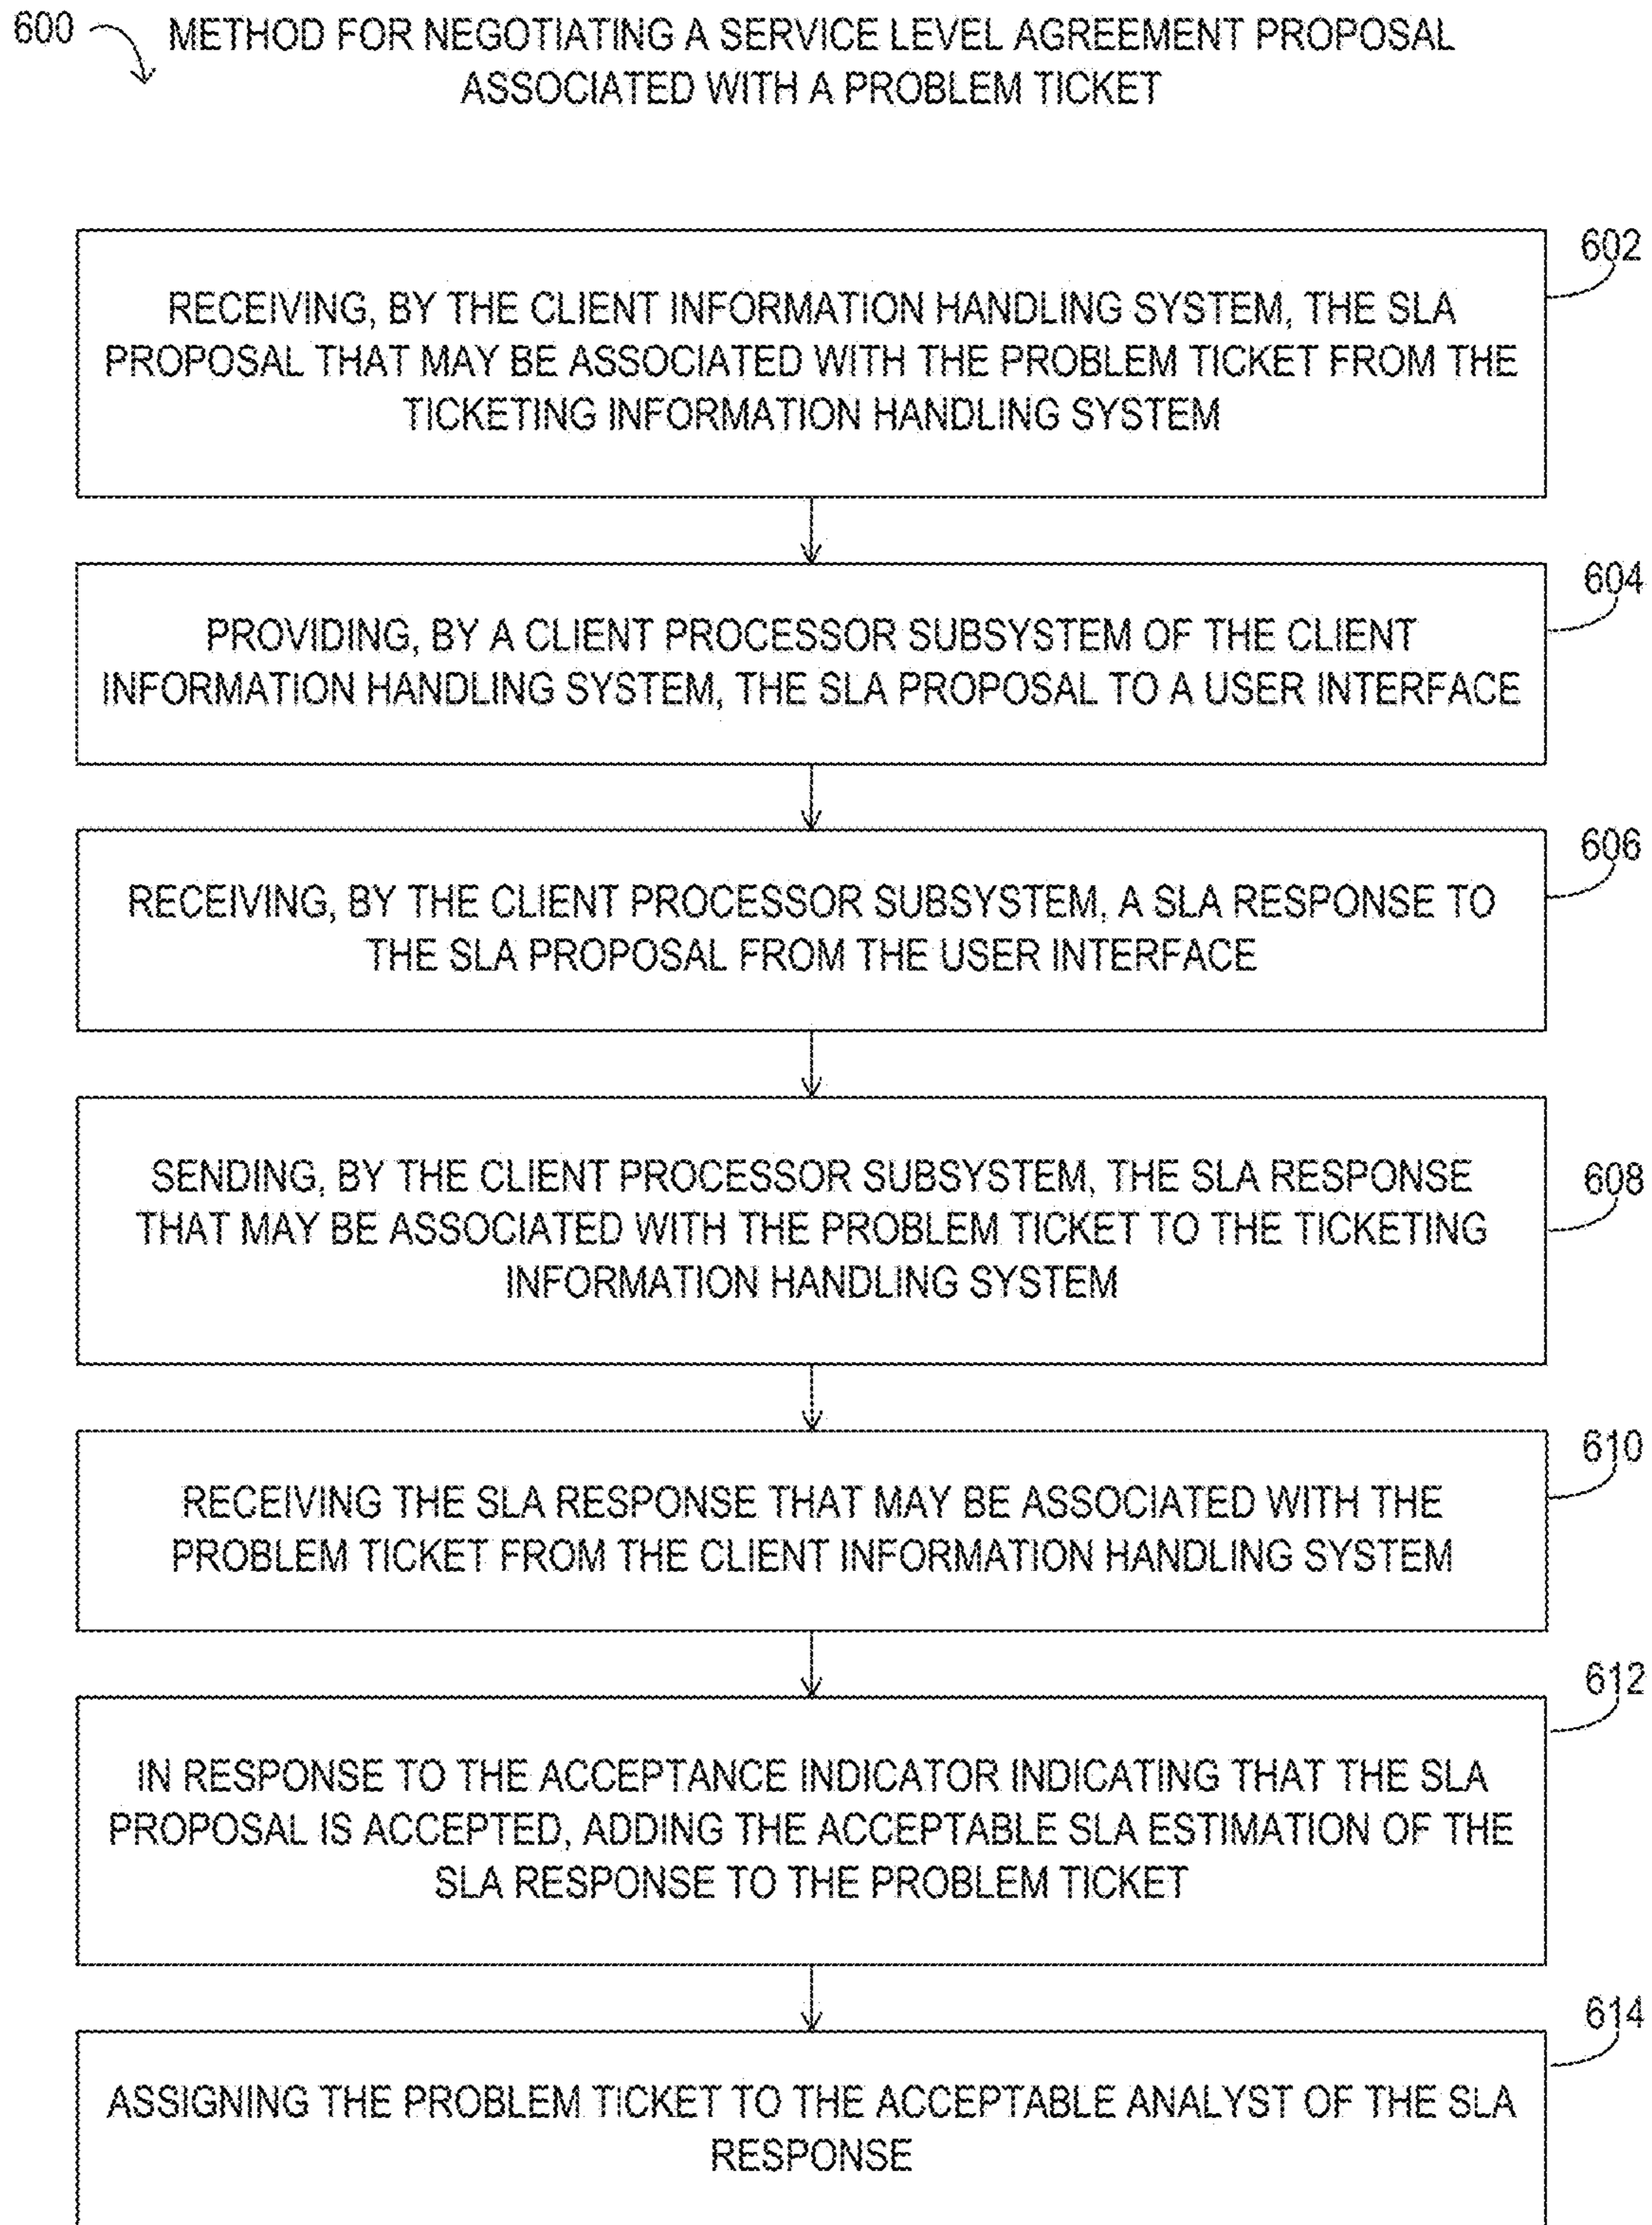 600
METHOD FOR NEGOTIATING A SERVICE LEVEL AGREEMENT PROPOSAL
ASSOCIATED WITH A PROBLEM TICKET
602
RECEIVING, BY THE CLIENT INFORMATION HANDLING SYSTEM, THE SLA
PROPOSAL THAT MAY BE ASSOCIATED WITH THE PROBLEM TICKET FROM THE
TICKETING INFORMATION HANDLING SYSTEM
604
PROVIDING, BY A CLIENT PROCESSOR SUBSYSTEM OF THE CLIENT
INFORMATION HANDLING SYSTEM, THE SLA PROPOSAL TO A USER INTERFACE
606
RECEIVING, BY THE CLIENT PROCESSOR SUBSYSTEM, A SLA RESPONSE TO
THE SLA PROPOSAL FROM THE USER INTERFACE
608
SENDING, BY THE CLIENT PROCESSOR SUBSYSTEM, THE SLA RESPONSE
THAT MAY BE ASSOCIATED WITH THE PROBLEM TICKET TO THE TICKETING
INFORMATION HANDLING SYSTEM
610
RECEIVING THE SLA RESPONSE THAT MAY BE ASSOCIATED WITH THE
PROBLEM TICKET FROM THE CLIENT INFORMATION HANDLING SYSTEM
612
IN RESPONSE TO THE ACCEPTANCE INDICATOR INDICATING THAT THE SLA
PROPOSAL IS ACCEPTED, ADDING THE ACCEPTABLE SLA ESTIMATION OF THE
SLA RESPONSE TO THE PROBLEM TICKET
614
ASSIGNING THE PROBLEM TICKET TO THE ACCEPTABLE ANALYST OF THE SLA
RESPONSE